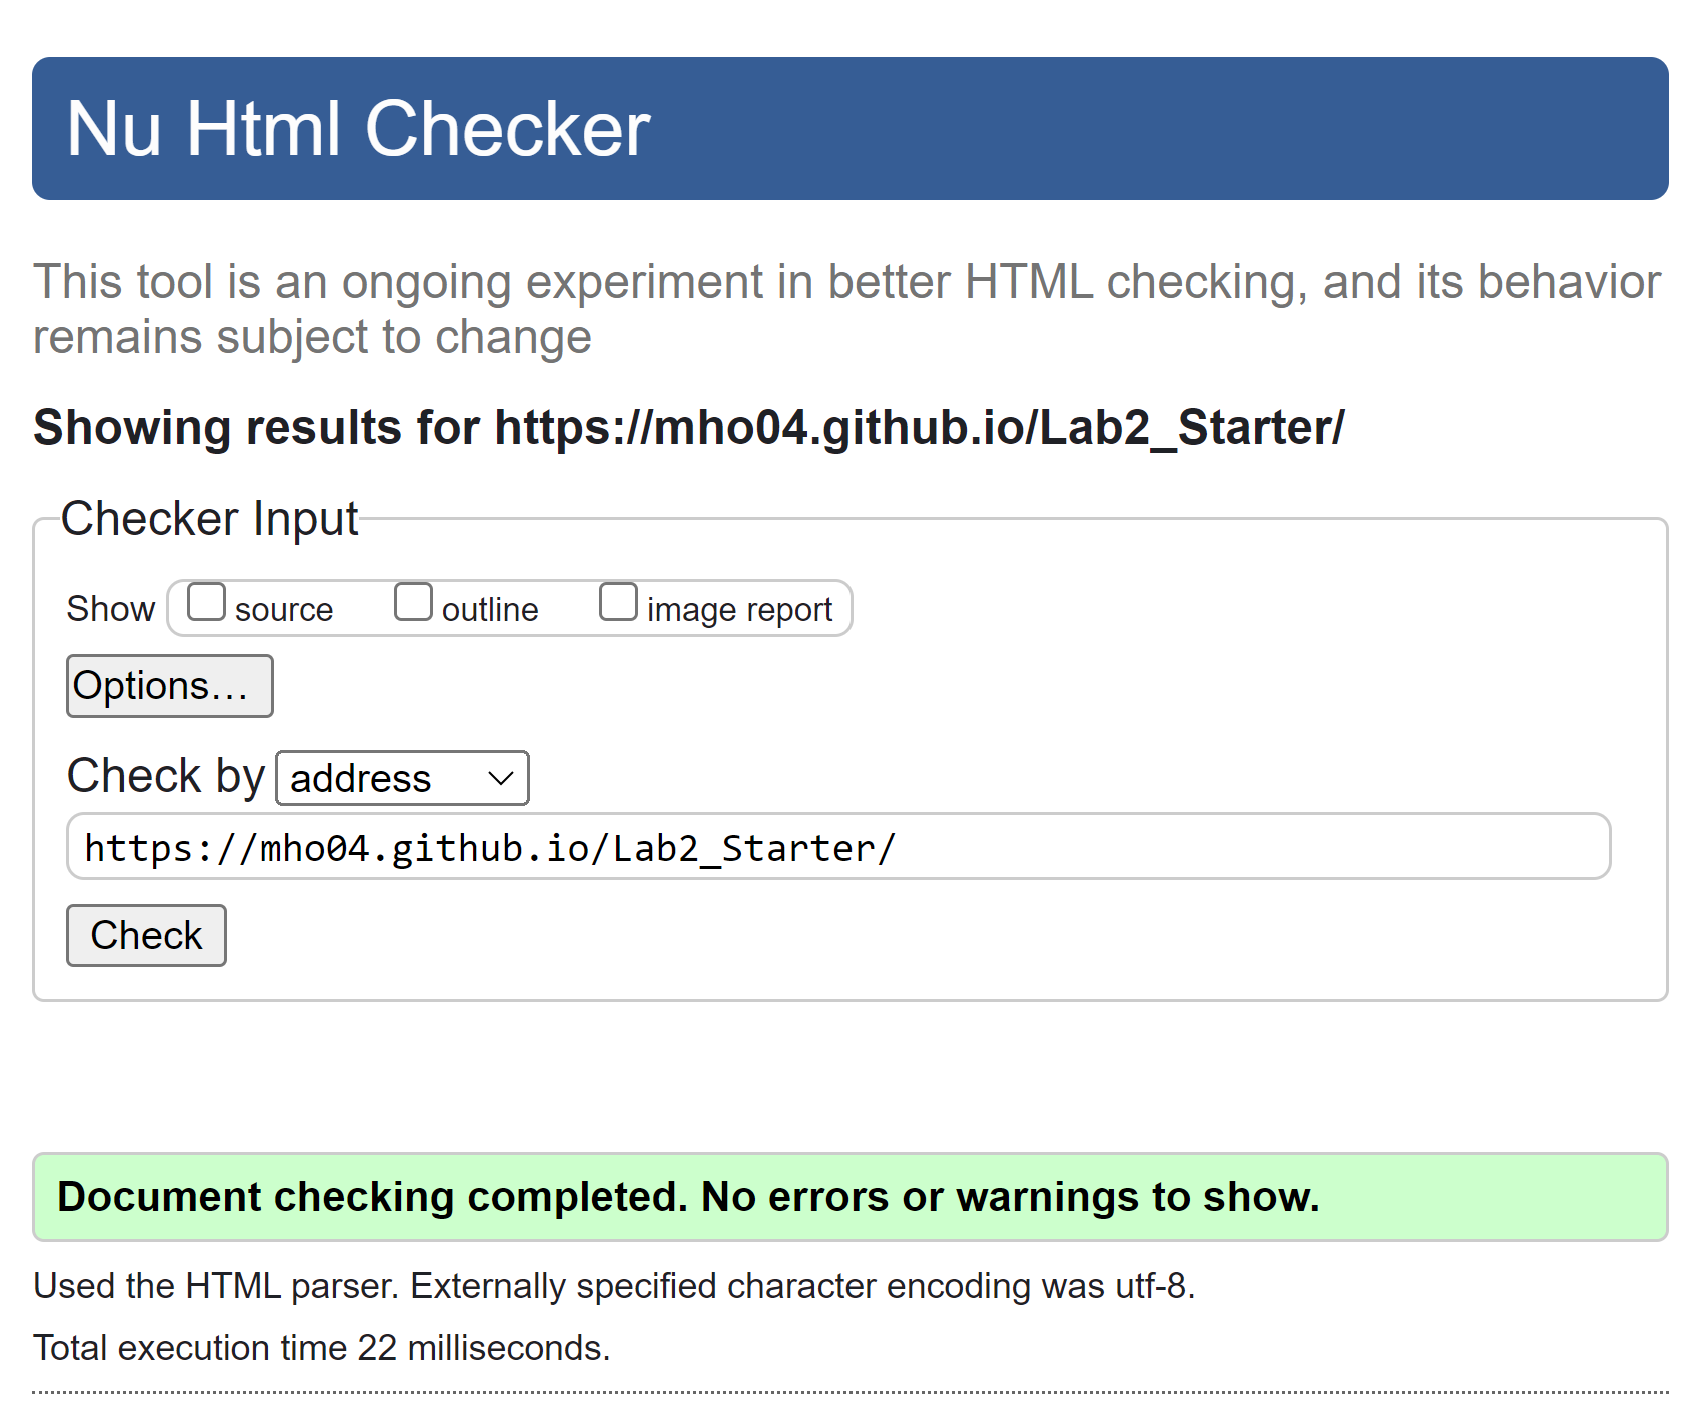 Nu Html Checker
This tool is an ongoing experiment in better HTML checking, and its behavior
remains subject to change
Showing results for https://mho04.github.io/Lab2_Starter/
Checker Input
Show source outline image report
Options…
Check by address
https://mho04.github.io/Lab2_Starter/
Check
Document checking completed. No errors or warnings to show.
Used the HTML parser. Externally specified character encoding was utf-8.
Total execution time 22 milliseconds.